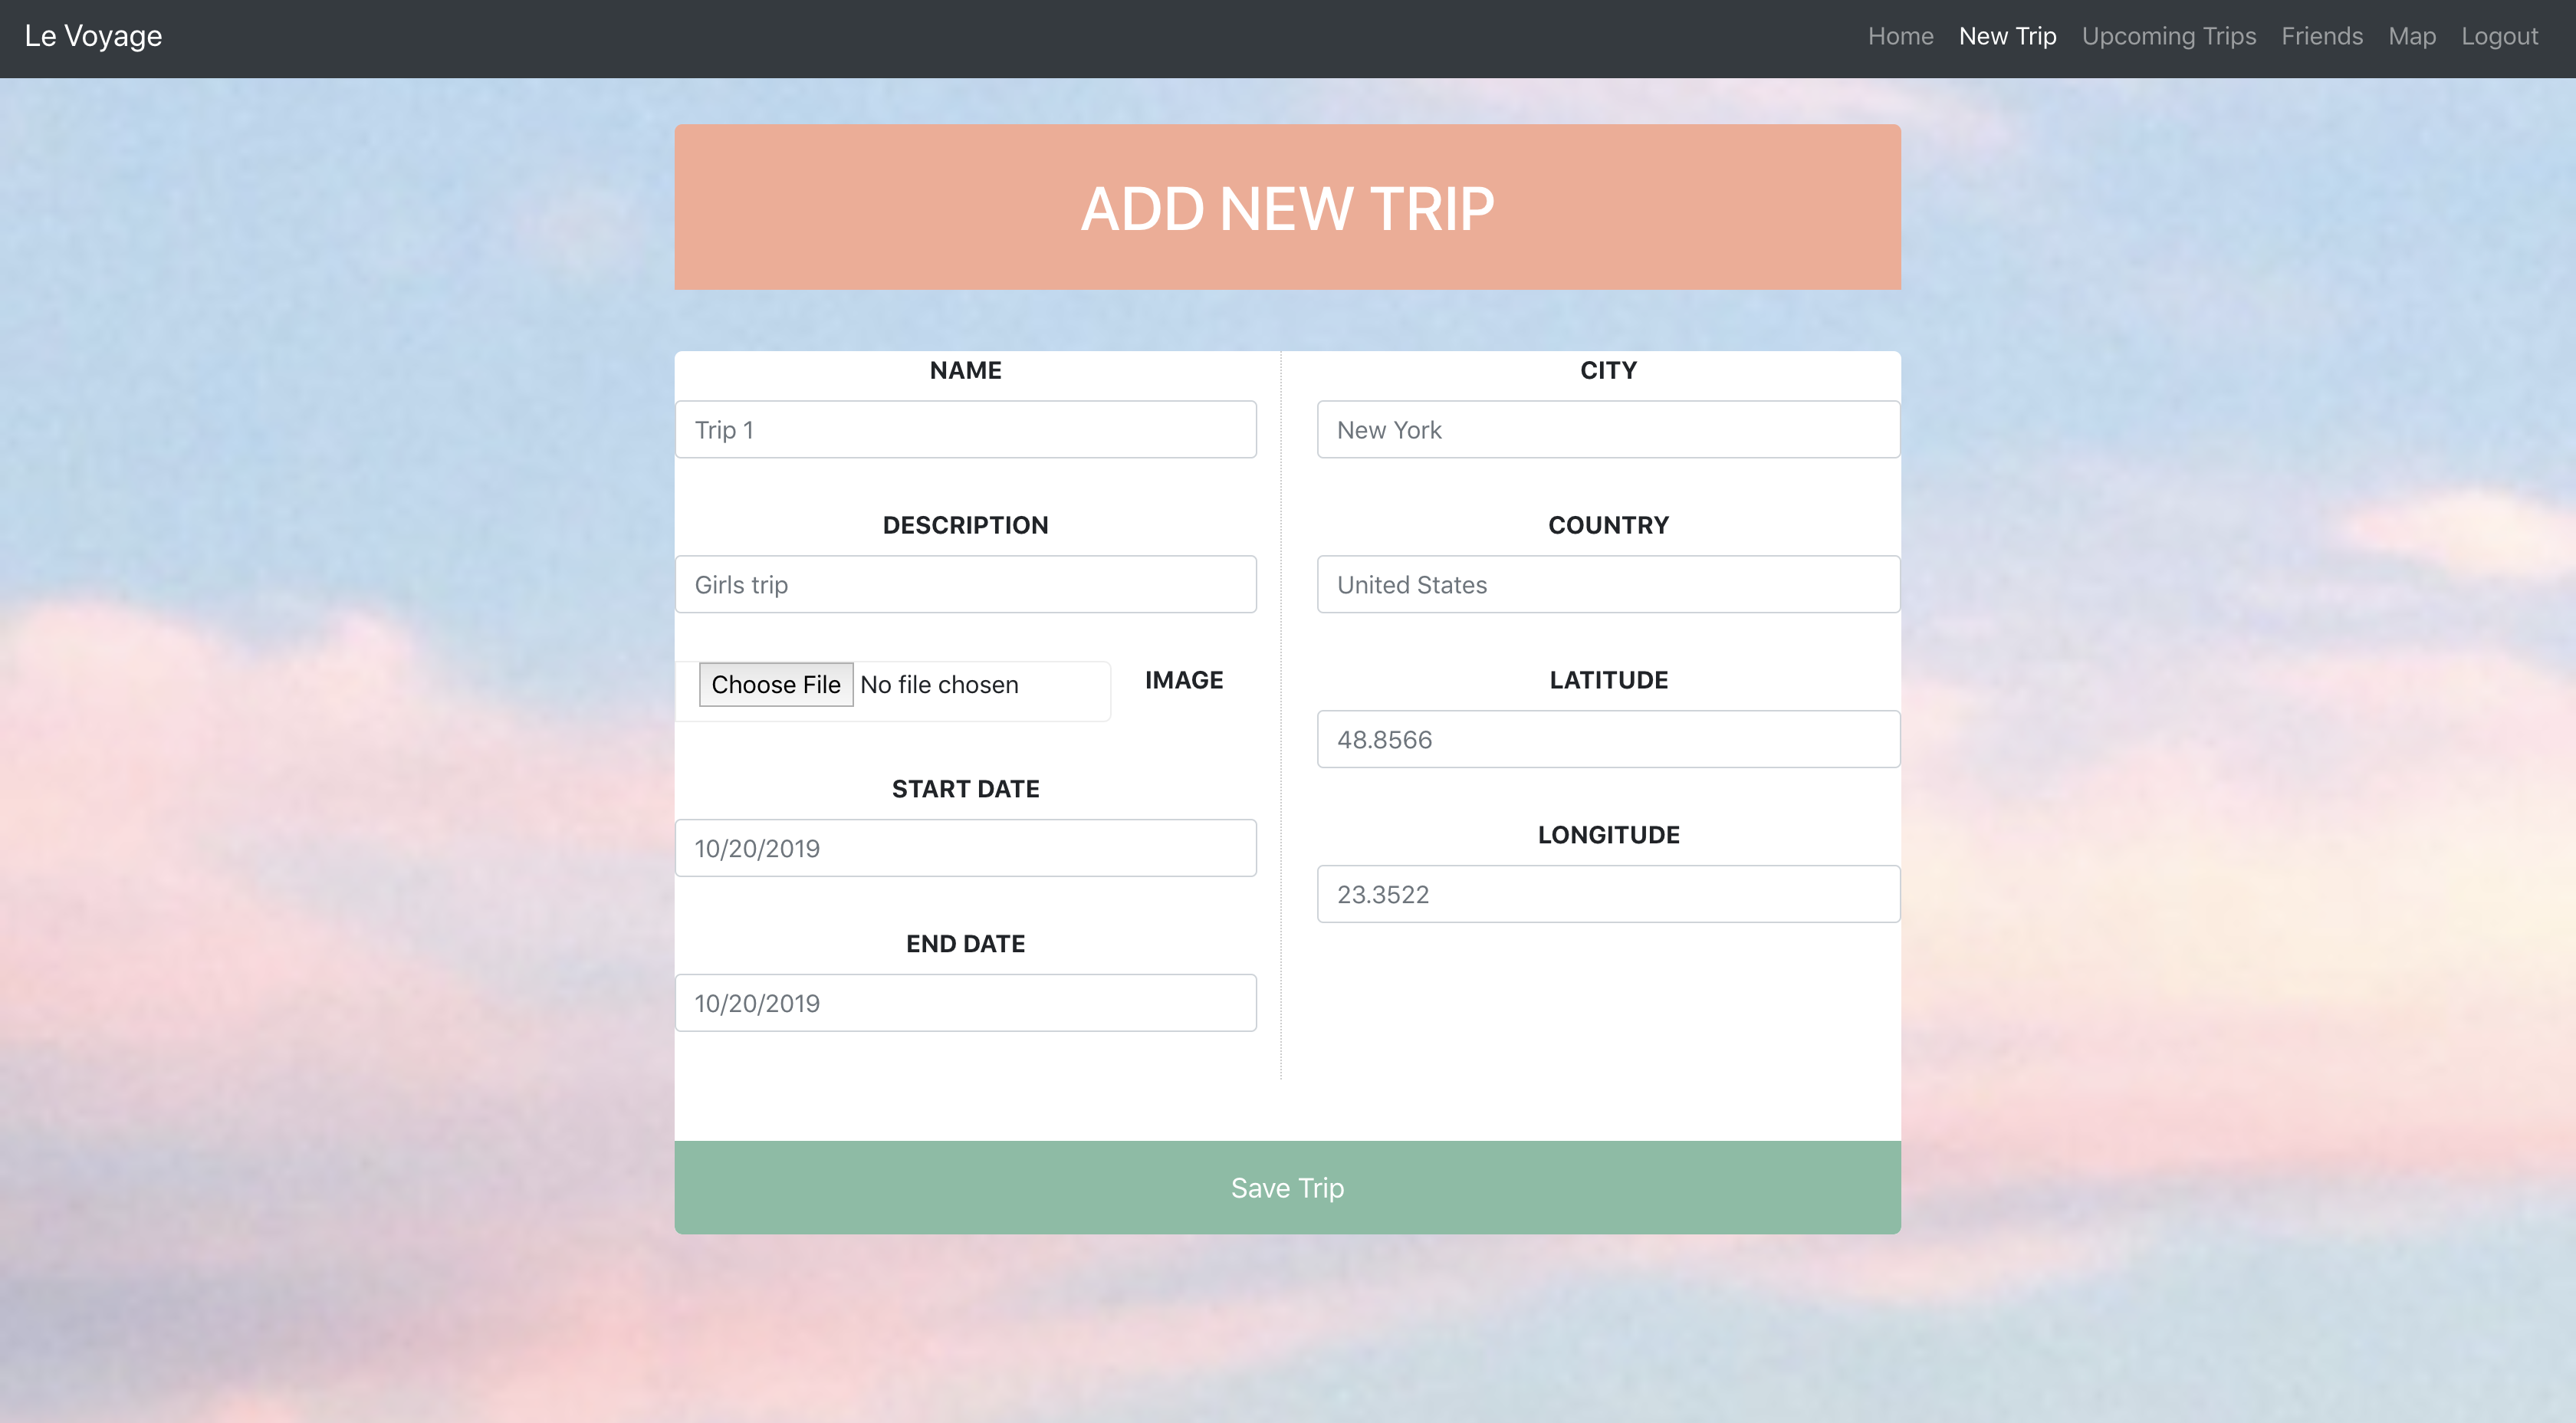 Le Voyage
Home New Trip Upcoming Trips Friends Map Logout
ADD NEW TRIP
NAME
Trip 1
DESCRIPTION
Girls trip
Choose File No file chosen IMAGE
START DATE
10/20/2019
END DATE
10/20/2019
CITY
New York
COUNTRY
United States
LATITUDE
48.8566
LONGITUDE
23.3522
Save Trip